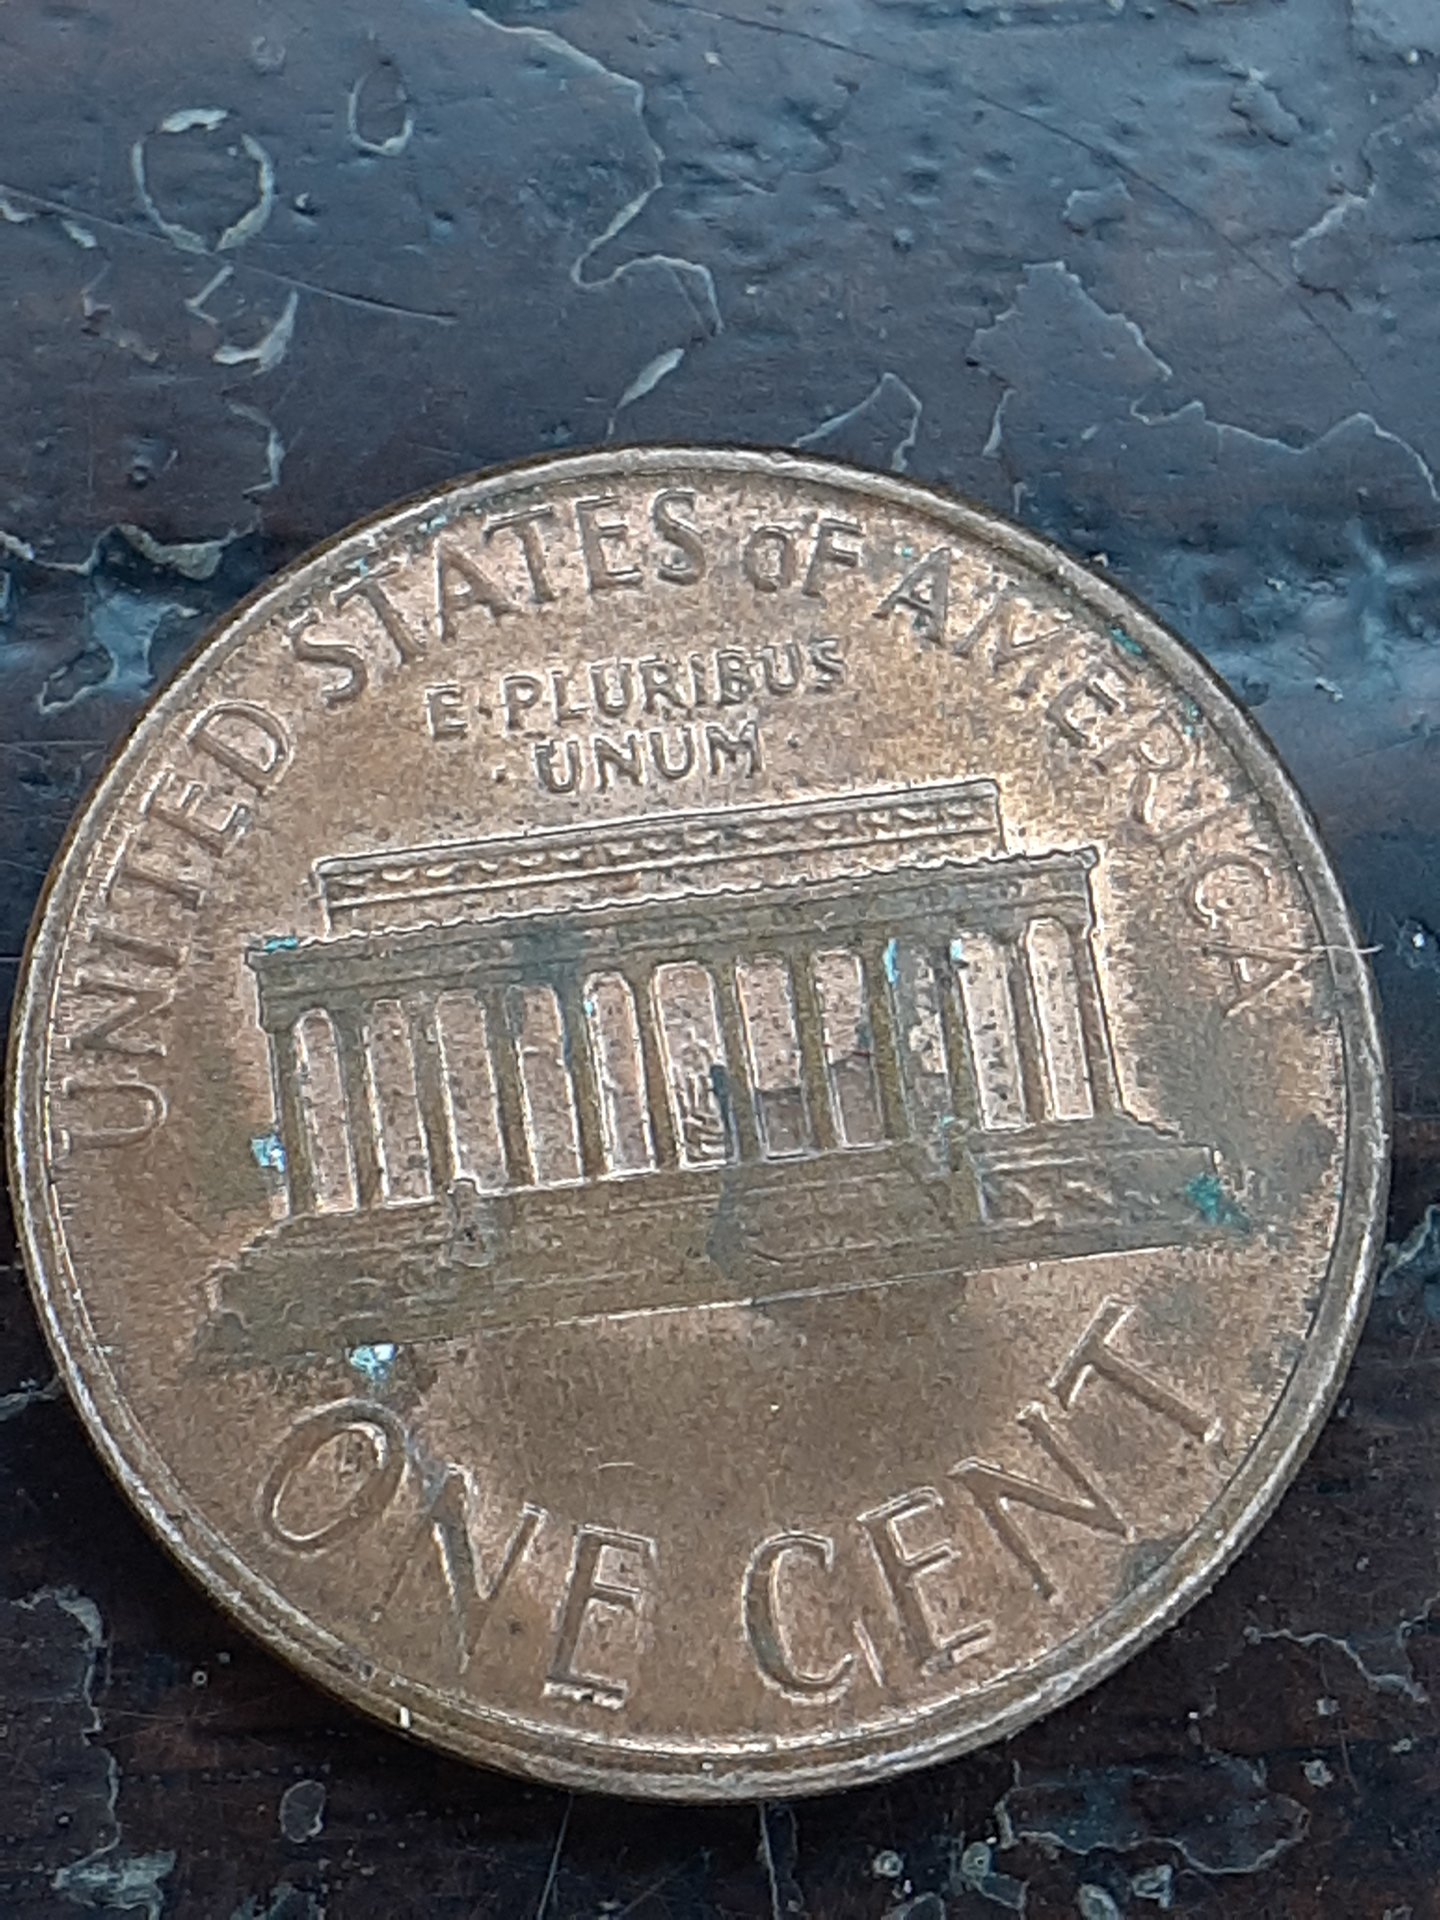 UNITED STATES OF AMERICA
E·PLURIBUS
UNUM
ONE CENT